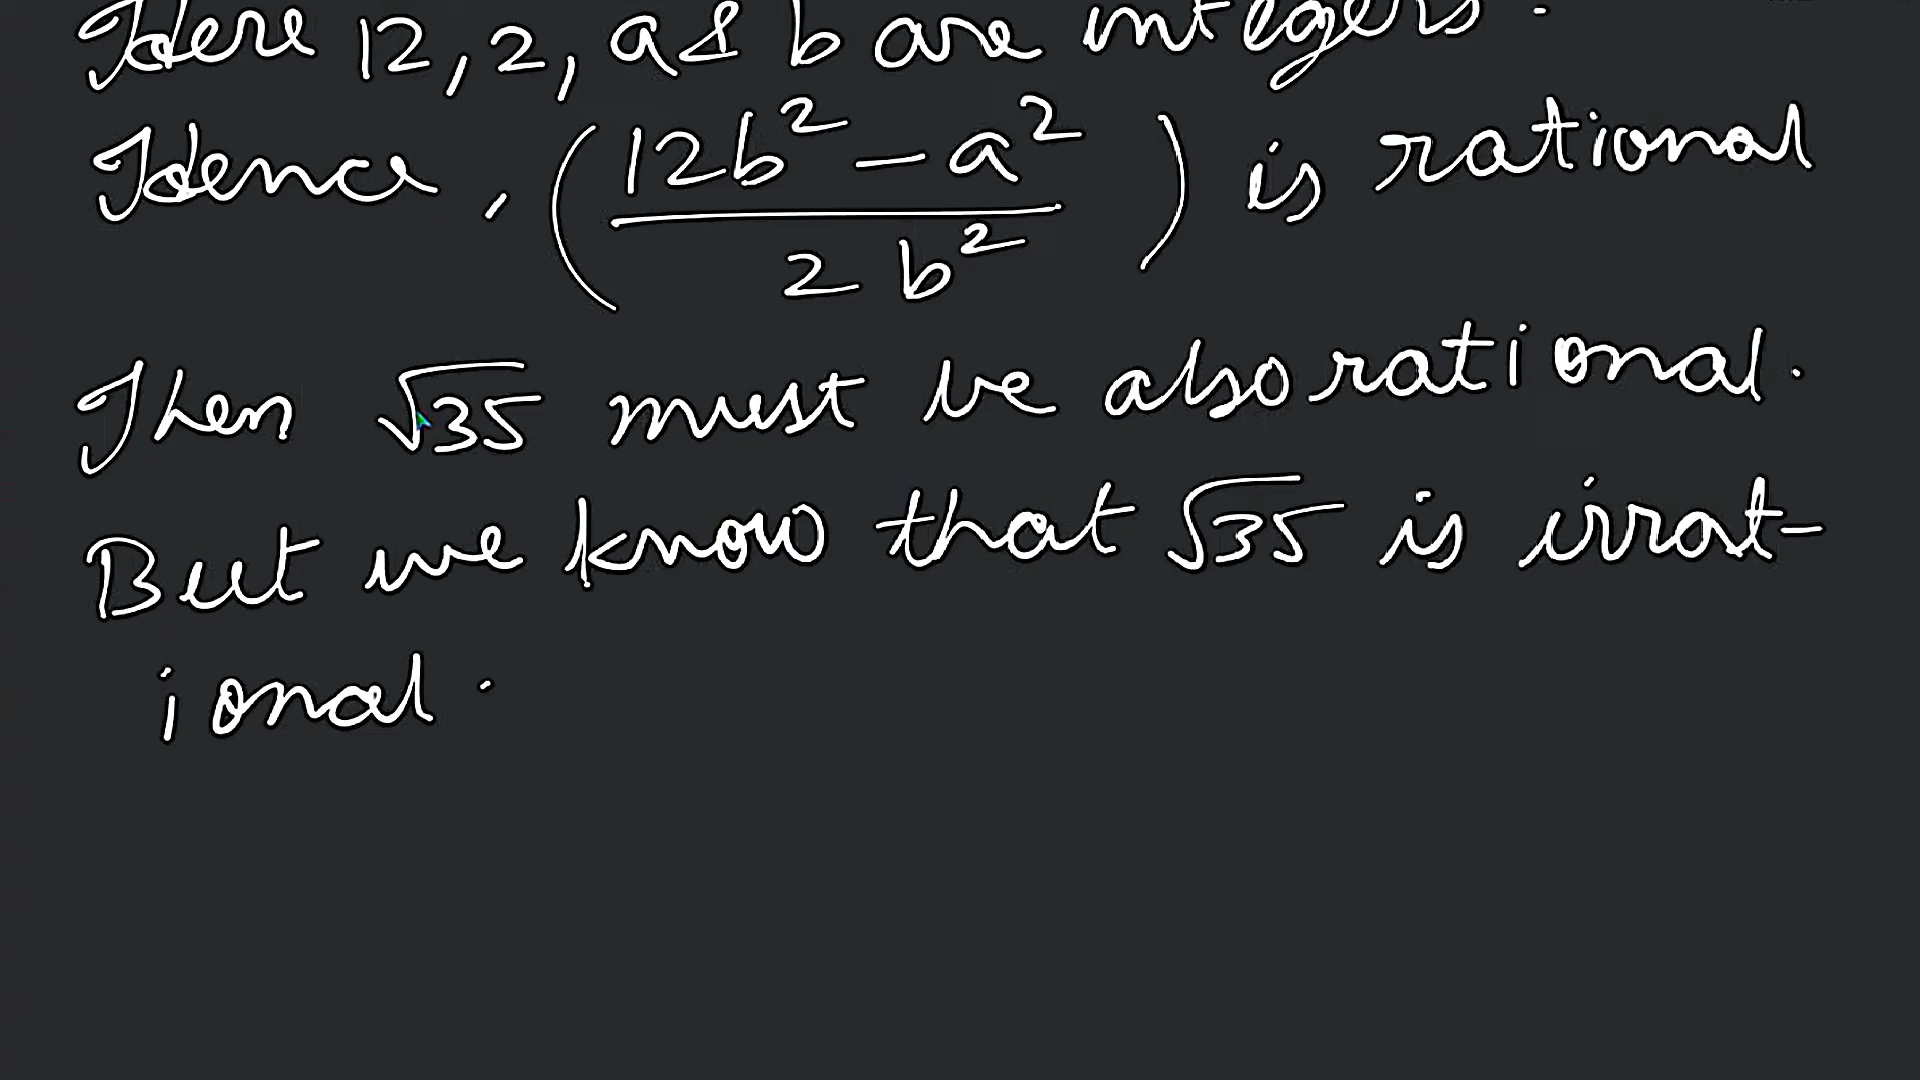 Here 12, 2, a & b are integers.
Hence, (12b² - a² / 2b²) is rational
Then √35 must be also rational.
But we know that √35 is irrat-
ional.